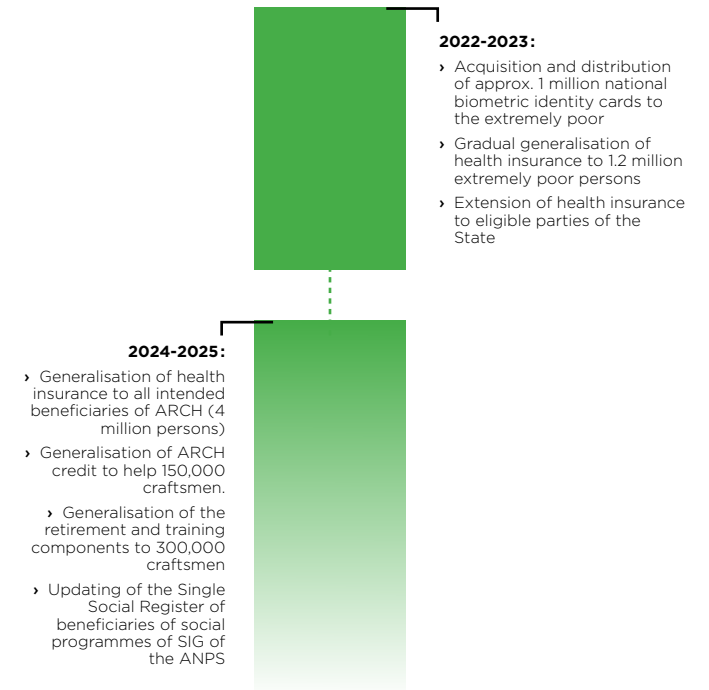 2022-2023:
› Acquisition and distribution
of approx. 1 million national
biometric identity cards to
the extremely poor
› Gradual generalisation of
health insurance to 1.2 million
extremely poor persons
› Extension of health insurance
to eligible parties of the
State
2024-2025:
› Generalisation of health
insurance to all intended
beneficiaries of ARCH (4
million persons)
› Generalisation of ARCH
credit to help 150,000
craftsmen.
› Generalisation of the
retirement and training
components to 300,000
craftsmen
› Updating of the Single
Social Register of
beneficiaries of social
programmes of SIG of
the ANPS